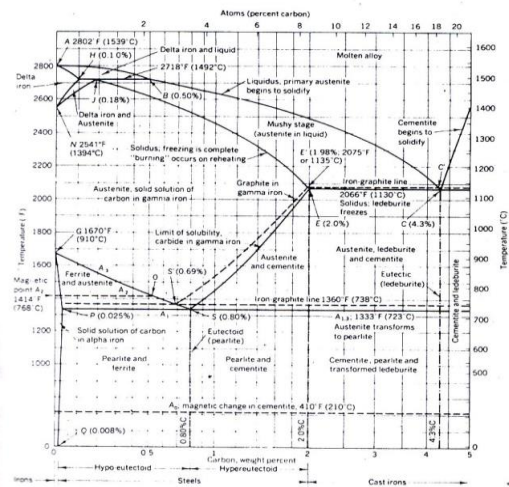 Atoms (percent carbon)
2 4 6 8 10 12 14 16 18 20
A 2802°F (1539°C)
H (0.10%)
Delta iron and liquid
2718°F (1492°C)
Molten alloy
Delta
iron
J (0.18%)
B (0.50%)
Liquidus, primary austenite
begins to solidify
Delta iron and
Austenite
Mushy stage
(austenite in liquid)
Cementite
begins to
solidify
N 2541°F
(1394°C)
Solidus, freezing is complete
"burning" occurs on reheating
E' (1.98%, 2075°F
or 1135°C)
C'
Austenite, solid solution of
carbon in gamma iron
Graphite in
gamma iron
Iron-graphite line
2066°F (1130°C)
Solidus; ledeburite
freezes
E (2.0%)
C (4.3%)
G 1670°F
(910°C)
Limit of solubility,
carbide in gamma iron
Austenite, ledeburite
and cementite
A3
S' (0.69%)
Austenite
and cementite
Ferrite
and austenite
O
Eutectic
(ledeburite)
Magnetic
point A2
1414°F
(768°C)
A2
A1
Iron graphite line 1360°F (738°C)
P (0.025%)
S (0.80%)
A1,3; 1333°F (723°C)
Austenite transforms
to pearlite
Solid solution of carbon
in alpha iron
Eutectoid
(pearlite)
Cementite and ledeburite
Pearlite and
ferrite
Pearlite and
cementite
Cementite, pearlite and
transformed ledeburite
A0; magnetic change in cementite, 410°F (210°C)
Q (0.008%)
0.80%C
2.0%C
4.3%C
Temperature (°F)
2800
2600
2400
2200
2000
1800
1600
1200
1000
0
Temperature (°C)
1600
1500
1400
1300
1200
1100
1000
900
800
700
600
500
0
0 0.5 1 2 3 4 5
Carbon, weight percent
Hypo eutectoid
Hypereutectoid
Irons
Steels
Cast irons